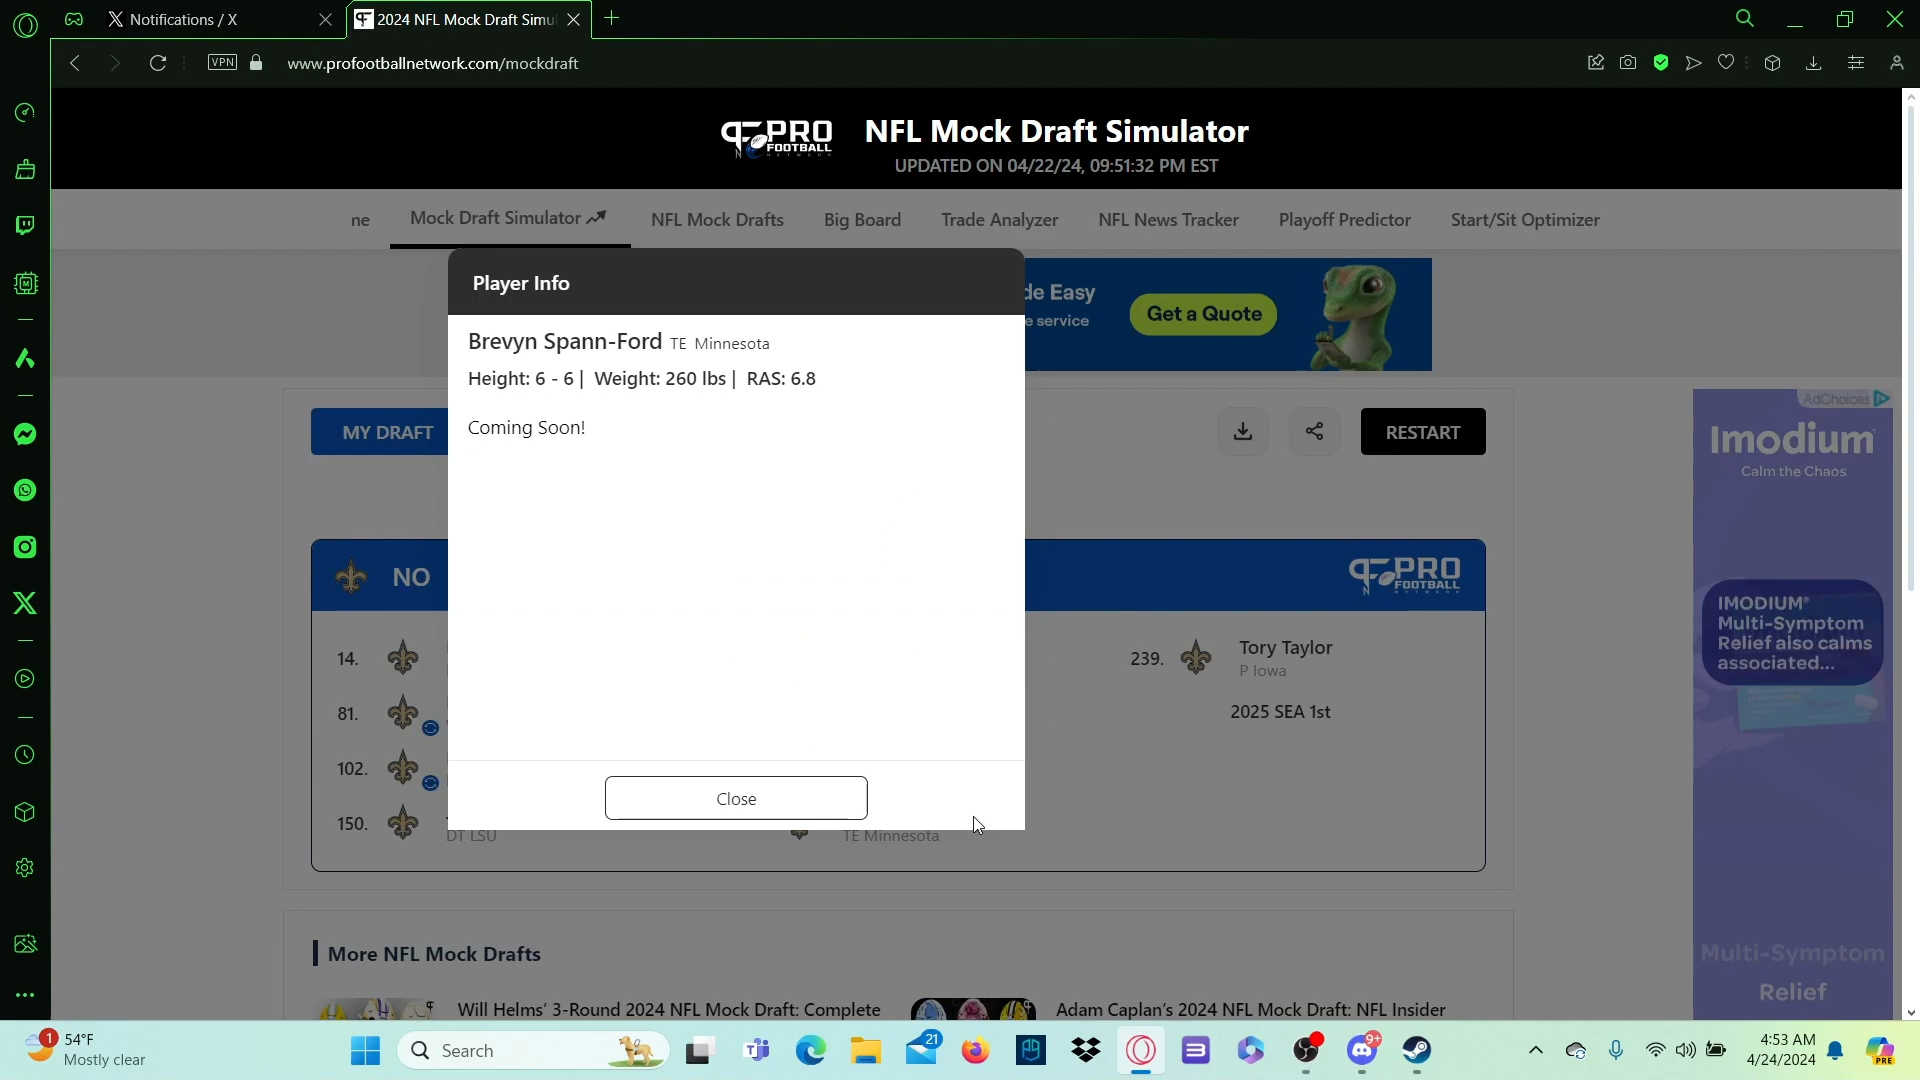 Notifications / X
2024 NFL Mock Draft Simu
VPN
www.profootballnetwork.com/mockdraft
PRO
FOOTBALL
NETWORK
NFL Mock Draft Simulator
UPDATED ON 04/22/24, 09:51:32 PM EST
ne
Mock Draft Simulator
NFL Mock Drafts
Big Board
Trade Analyzer
NFL News Tracker
Playoff Predictor
Start/Sit Optimizer
Player Info
Brevyn Spann-Ford TE Minnesota
Height: 6 - 6 | Weight: 260 lbs | RAS: 6.8
Coming Soon!
Close
de Easy
e service
Get a Quote
MY DRAFT
RESTART
NO
PRO
FOOTBALL
14.
81.
102.
150.
DT LSU
TE Minnesota
239.
Tory Taylor
P Iowa
2025 SEA 1st
More NFL Mock Drafts
Will Helms' 3-Round 2024 NFL Mock Draft: Complete
Adam Caplan's 2024 NFL Mock Draft: NFL Insider
AdChoices
Imodium
Calm the Chaos
IMODIUM®
Multi-Symptom
Relief also calms
associated...
Multi-Symptom
Relief
1
54°F
Mostly clear
Search
21
9+
4:53 AM
4/24/2024
PRE